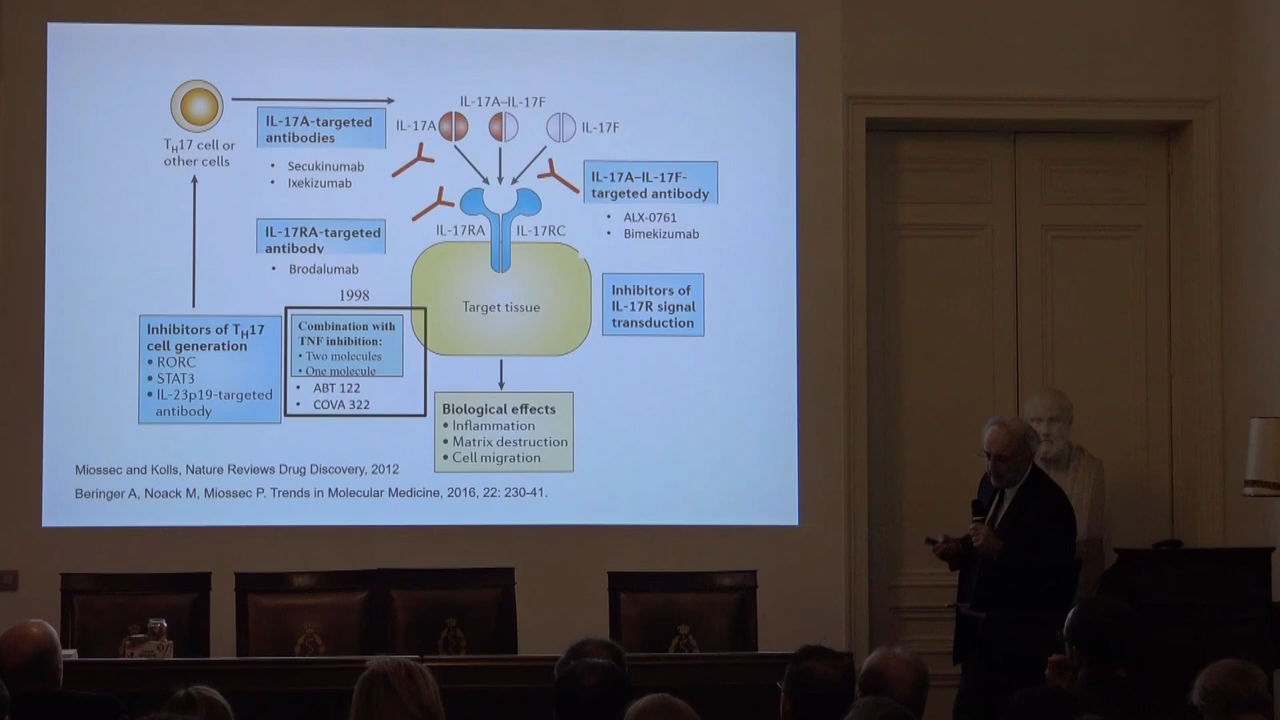 IL-17A–IL-17F
IL-17A
IL-17F
IL-17A-targeted
antibodies
• Secukinumab
• Ixekizumab
TH17 cell or
other cells
IL-17A–IL-17F-
targeted antibody
• ALX-0761
• Bimekizumab
IL-17RA-targeted
antibody
• Brodalumab
IL-17RA
IL-17RC
Target tissue
Inhibitors of
IL-17R signal
transduction
1998
Inhibitors of TH17
cell generation
• RORC
• STAT3
• IL-23p19-targeted
antibody
Combination with
TNF inhibition:
• Two molecules
• One molecule
• ABT 122
• COVA 322
Biological effects
• Inflammation
• Matrix destruction
• Cell migration
Miossec and Kolls, Nature Reviews Drug Discovery, 2012
Beringer A, Noack M, Miossec P. Trends in Molecular Medicine, 2016, 22: 230-41.